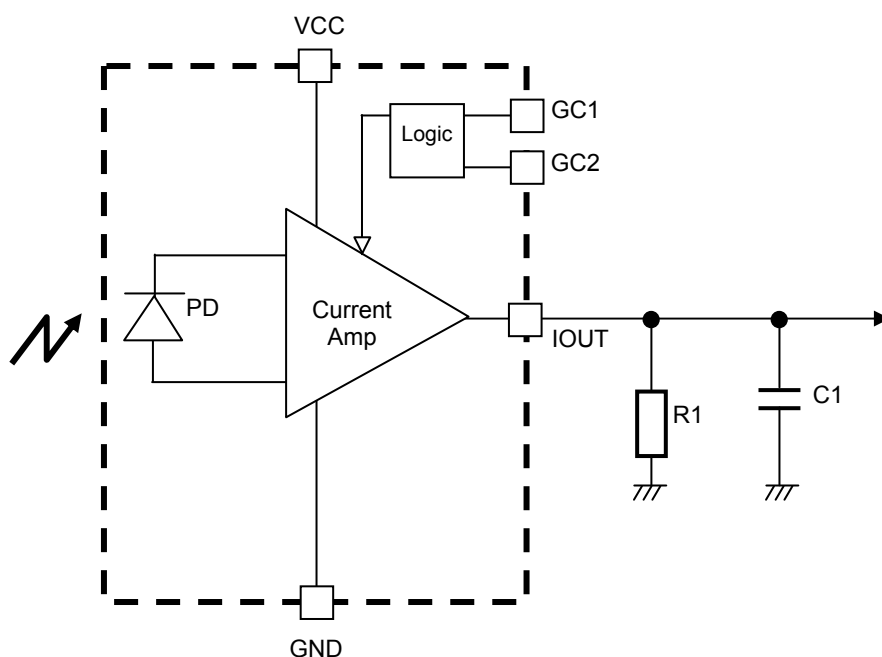 VCC
GC1
Logic
GC2
PD
Current
Amp
IOUT
R1
C1
GND